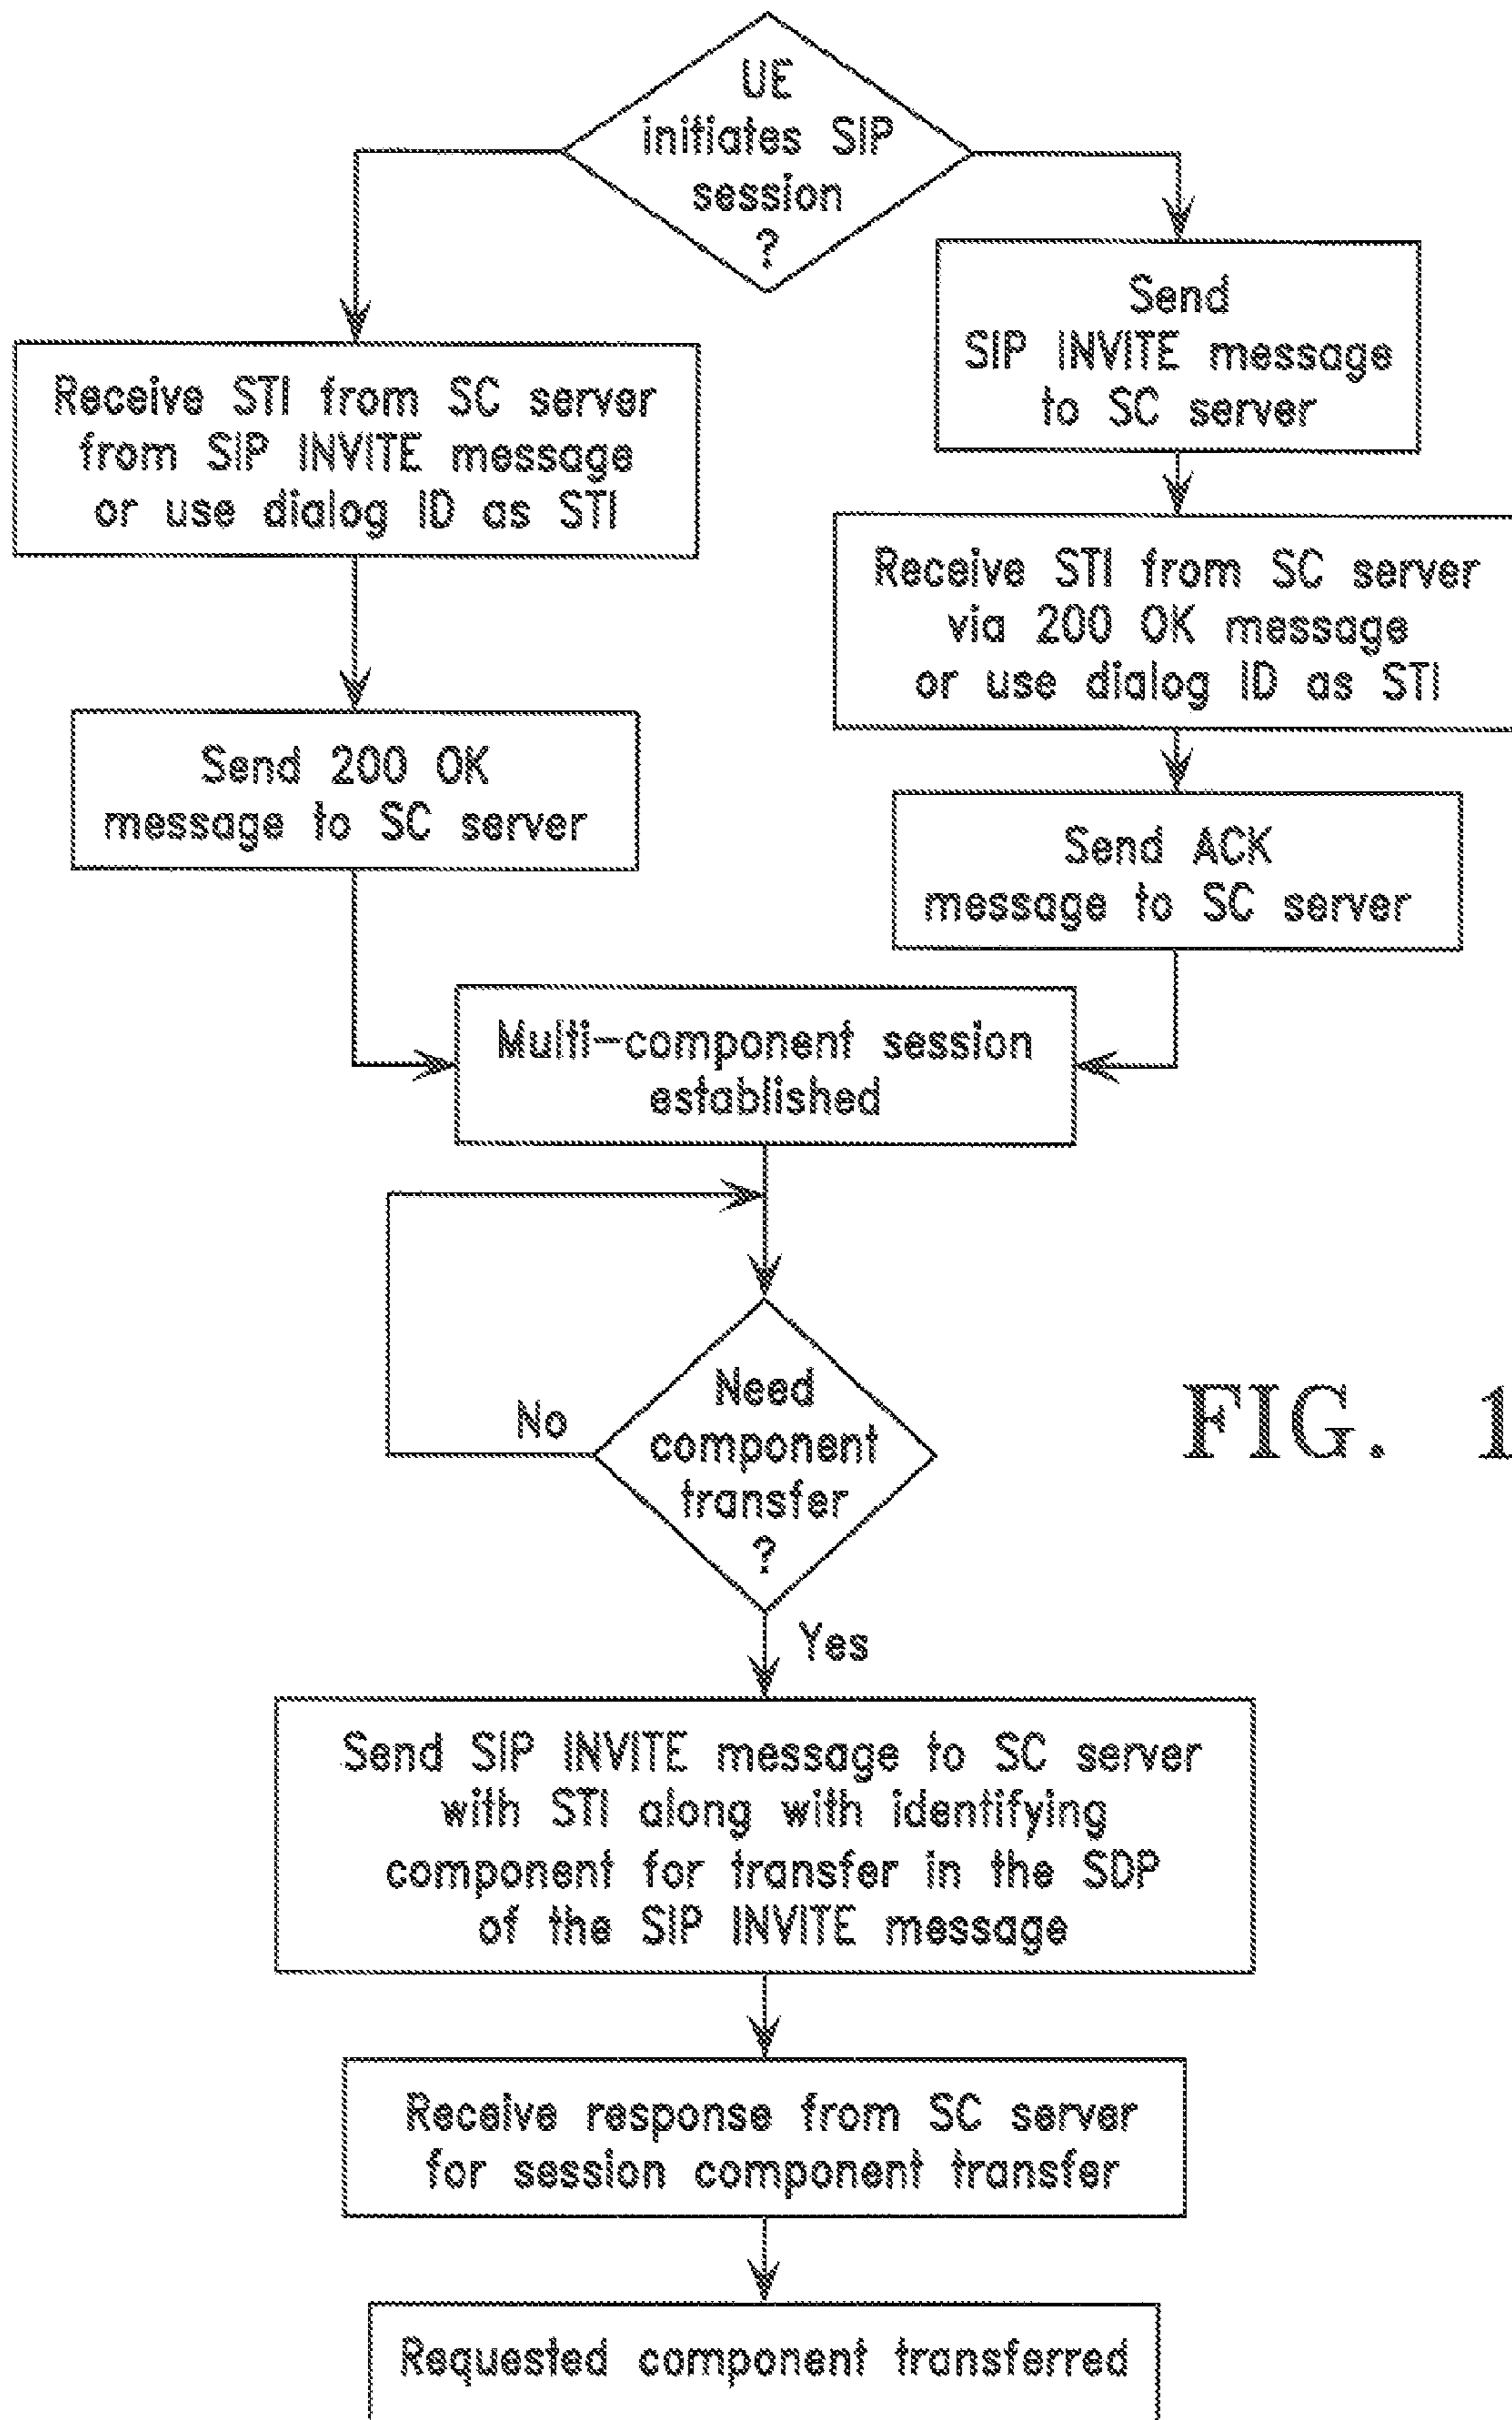 UE
initiates SIP
session
?
Send
SIP INVITE message
to SC server
Receive STI from SC server
from SIP INVITE message
or use dialog ID as STI
Receive STI from SC server
via 200 OK message
or use dialog ID as STI
Send 200 OK
message to SC server
Send ACK
message to SC server
Multi-component session
established
Need
component
transfer
?
No
Yes
FIG. 1
Send SIP INVITE message to SC server
with STI along with identifying
component for transfer in the SDP
of the SIP INVITE message
Receive response from SC server
for session component transfer
Requested component transferred